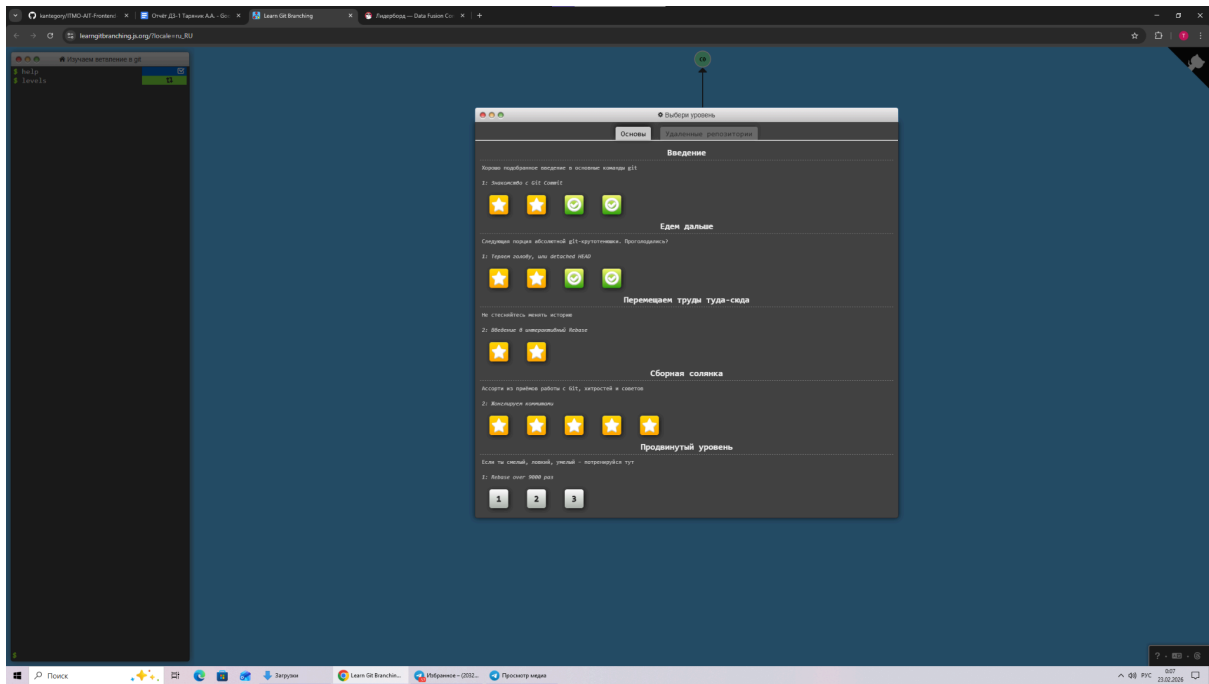 kantegory/ITMO-AIT-Frontend
Отчёт ДЗ-1 Таряник А.А. - Goo
Learn Git Branching
Лидерборд — Data Fusion Co
learngitbranching.js.org/?locale=ru_RU
Изучаем ветвление в git
$ help
$ levels
$
C0
Выбери уровень
Основы
Удаленные репозитории
Введение
Хорошо подобранное введение в основные команды git
1: Знакомство с Git Commit
Едем дальше
Следующая порция абсолютной git-крутотенюшки. Проголодались?
1: Теряем голову, или detached HEAD
Перемещаем труды туда-сюда
Не стесняйтесь менять историю
2: Введение в интерактивный Rebase
Сборная солянка
Ассорти из приёмов работы с GIT, хитростей и советов
2: Жонглируем коммитами
Продвинутый уровень
Если ты смелый, ловкий, умелый - потренируйся тут
1: Rebase over 9000 раз
1 2 3
Поиск
Загрузки
Learn Git Branchin...
Избранное – (2032...
Просмотр медиа
РУС
0:07
23.02.2026